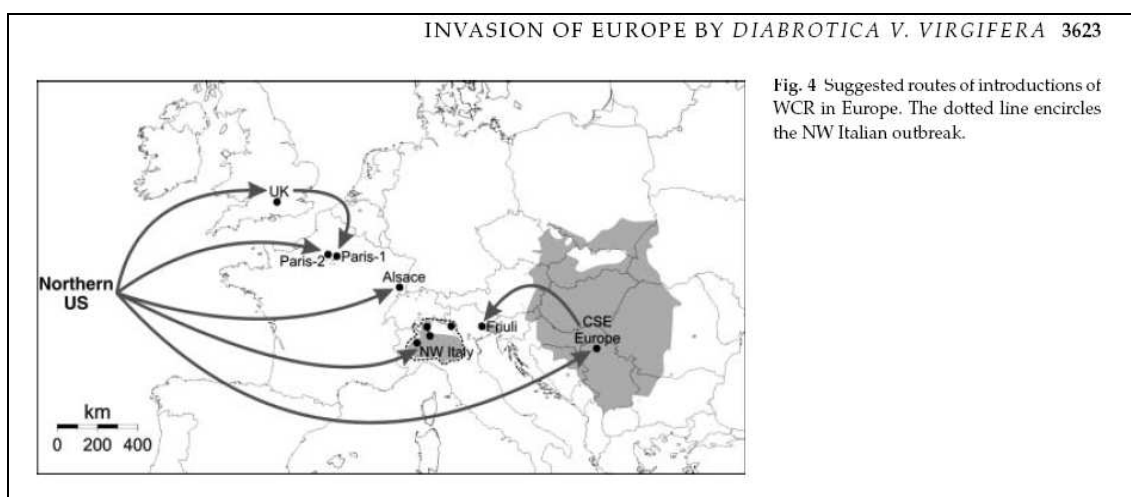 INVASION OF EUROPE BY DIABROTICA V. VIRGIFERA 3623
Fig. 4 Suggested routes of introductions of
WCR in Europe. The dotted line encircles
the NW Italian outbreak.
UK
Paris-2
Paris-1
Northern
US
Alsace
Friuli
CSE
Europe
NW Italy
km
0 200 400